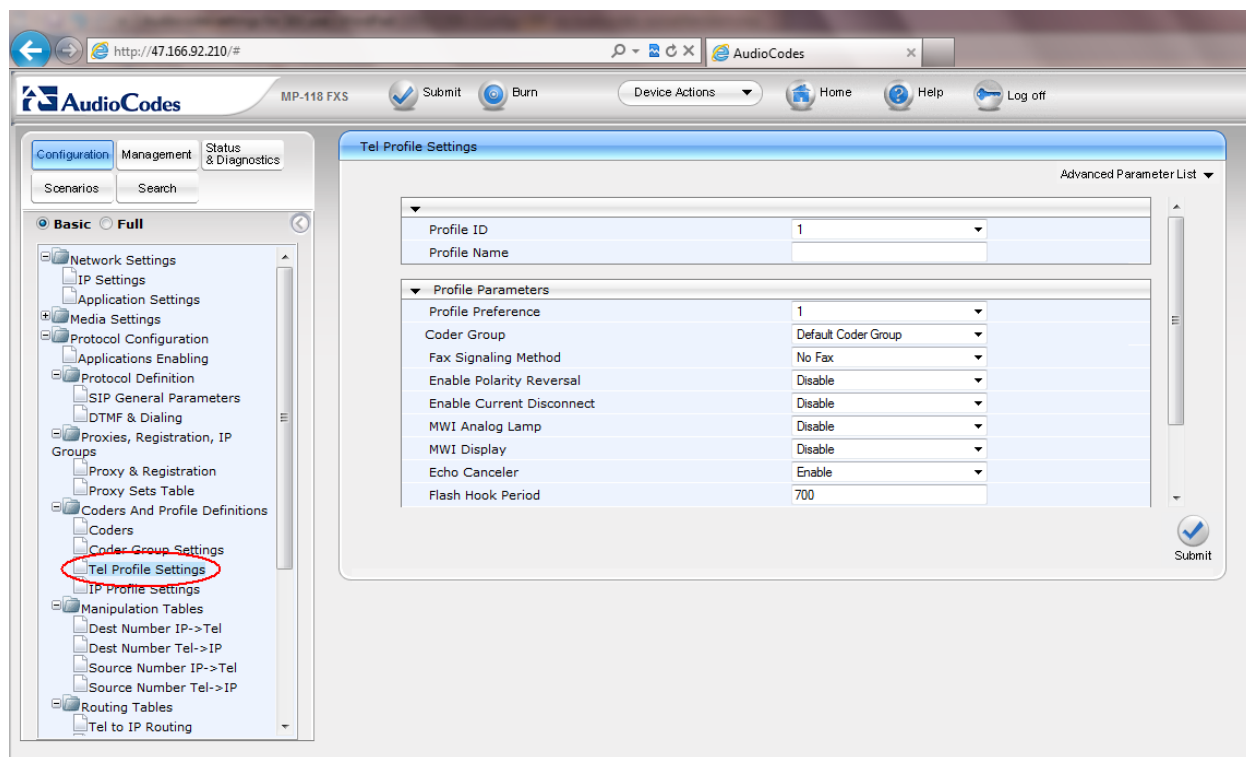 http://47.166.92.210/#
AudioCodes
AudioCodes
MP-118 FXS
Submit
Burn
Device Actions
Home
Help
Log off
Configuration
Management
Status
& Diagnostics
Scenarios
Search
Basic
Full
Network Settings
IP Settings
Application Settings
Media Settings
Protocol Configuration
Applications Enabling
Protocol Definition
SIP General Parameters
DTMF & Dialing
Proxies, Registration, IP
Groups
Proxy & Registration
Proxy Sets Table
Coders And Profile Definitions
Coders
Coder Group Settings
Tel Profile Settings
IP Profile Settings
Manipulation Tables
Dest Number IP->Tel
Dest Number Tel->IP
Source Number IP->Tel
Source Number Tel->IP
Routing Tables
Tel to IP Routing
Tel Profile Settings
Advanced Parameter List
Profile ID 1
Profile Name
Profile Parameters
Profile Preference 1
Coder Group Default Coder Group
Fax Signaling Method No Fax
Enable Polarity Reversal Disable
Enable Current Disconnect Disable
MWI Analog Lamp Disable
MWI Display Disable
Echo Canceler Enable
Flash Hook Period 700
Submit